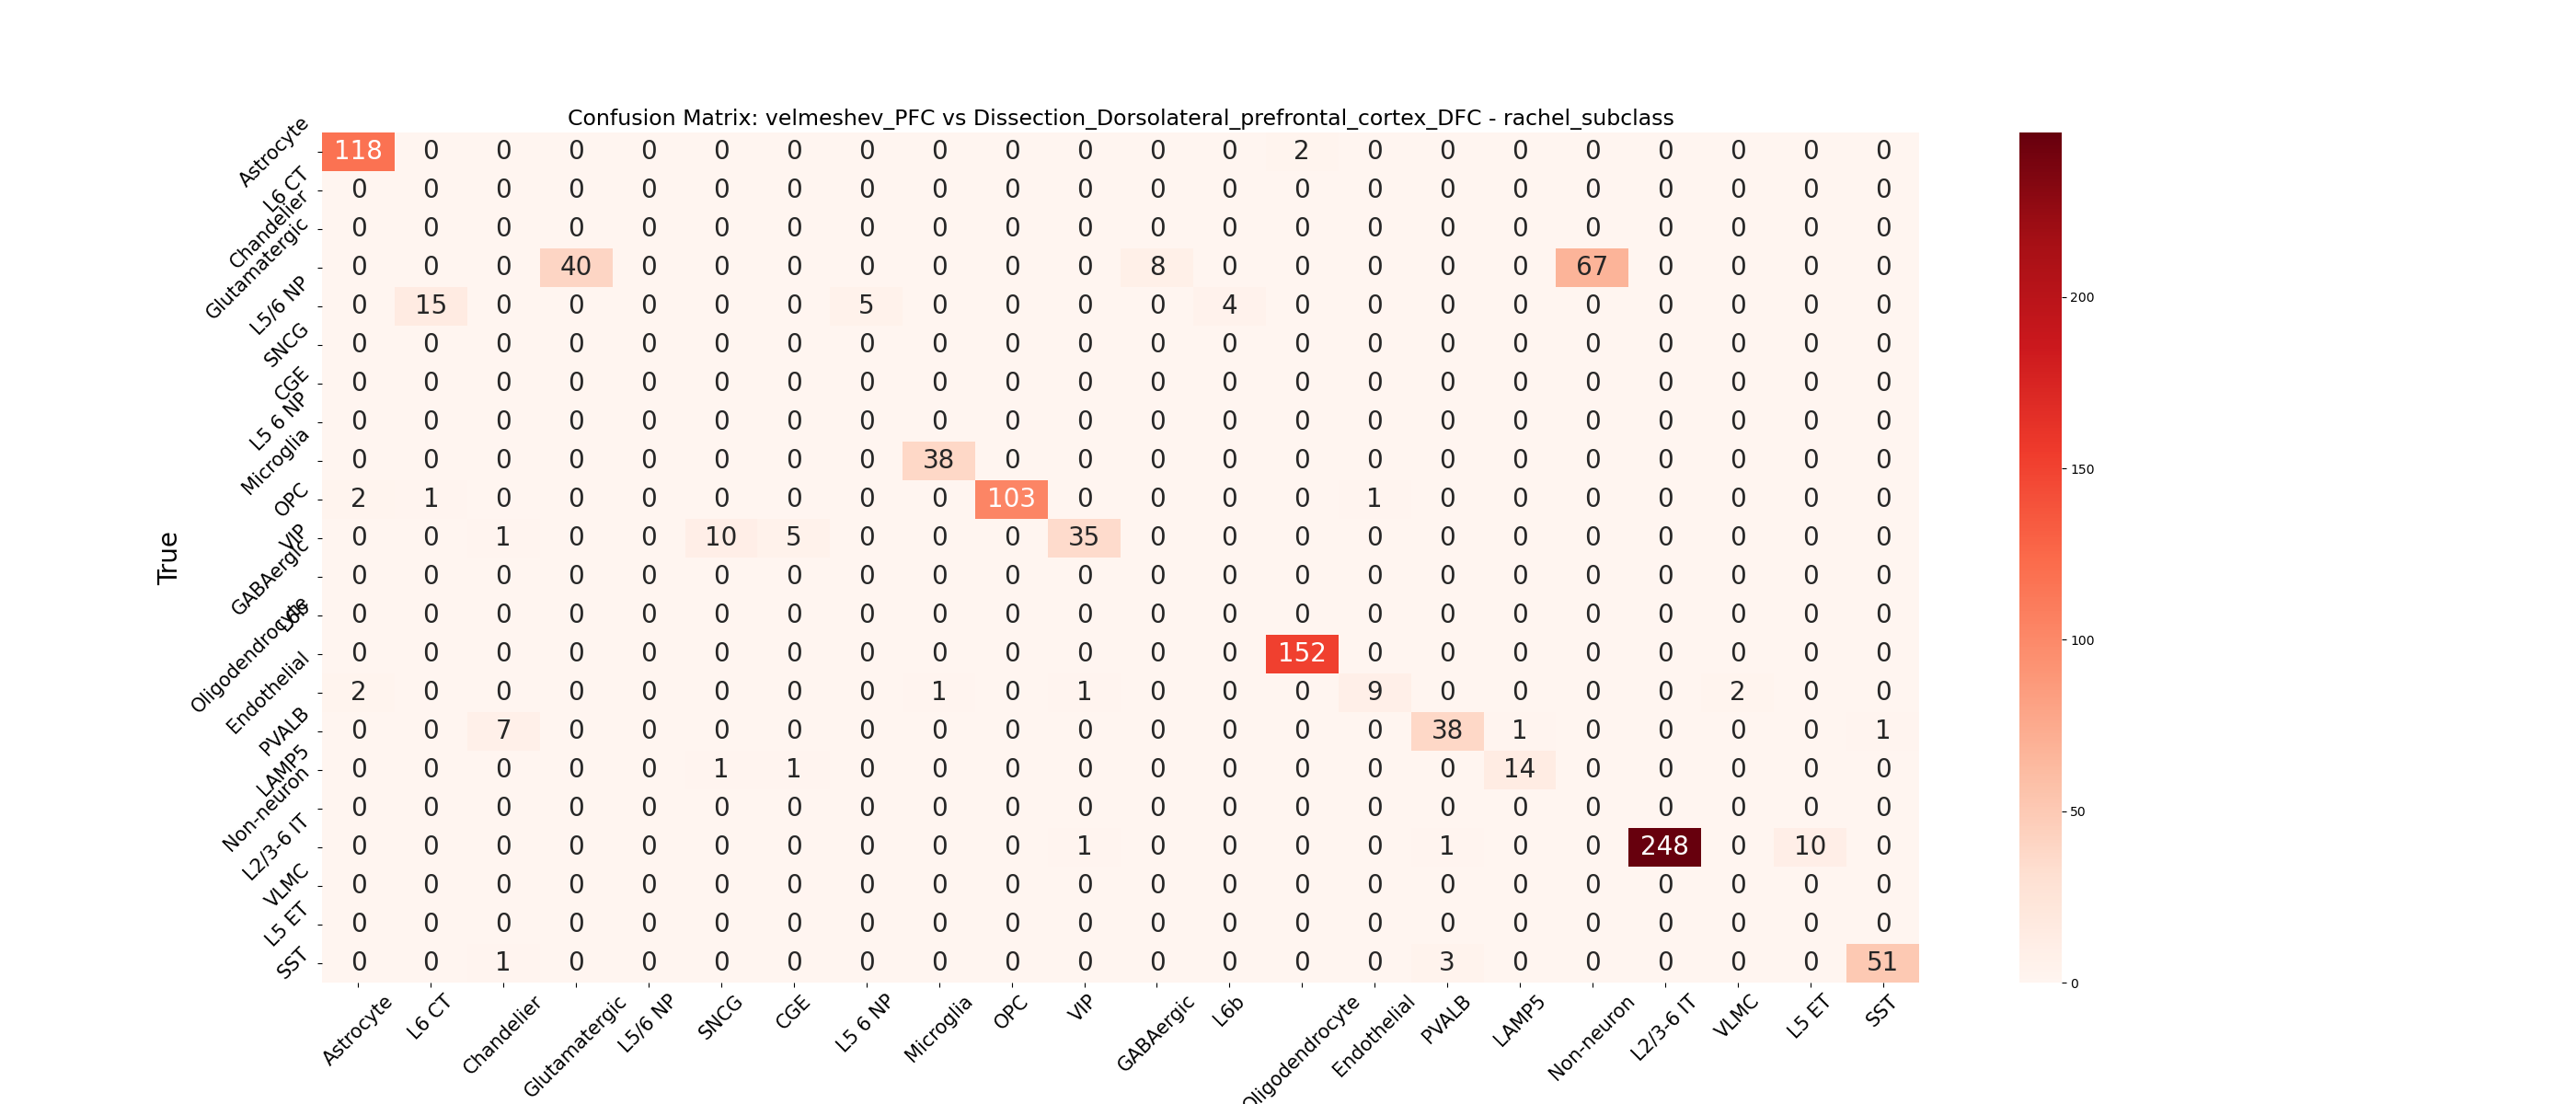 Confusion Matrix: velmeshev_PFC vs Dissection_Dorsolateral_prefrontal_cortex_DFC - rachel_subclass
True
Astrocyte 118 0 0 0 0 0 0 0 0 0 0 0 0 2 0 0 0 0 0 0 0 0
L6 CT 0 0 0 0 0 0 0 0 0 0 0 0 0 0 0 0 0 0 0 0 0 0
Chandelier 0 0 0 0 0 0 0 0 0 0 0 0 0 0 0 0 0 0 0 0 0 0
Glutamatergic 0 0 0 40 0 0 0 0 0 0 0 8 0 0 0 0 0 67 0 0 0 0
L5/6 NP 0 15 0 0 0 0 0 5 0 0 0 0 4 0 0 0 0 0 0 0 0 0
SNCG 0 0 0 0 0 0 0 0 0 0 0 0 0 0 0 0 0 0 0 0 0 0
CGE 0 0 0 0 0 0 0 0 0 0 0 0 0 0 0 0 0 0 0 0 0 0
L5 6 NP 0 0 0 0 0 0 0 0 0 0 0 0 0 0 0 0 0 0 0 0 0 0
Microglia 0 0 0 0 0 0 0 0 38 0 0 0 0 0 0 0 0 0 0 0 0 0
OPC 2 1 0 0 0 0 0 0 0 103 0 0 0 0 1 0 0 0 0 0 0 0
VIP 0 0 1 0 0 10 5 0 0 0 35 0 0 0 0 0 0 0 0 0 0 0
GABAergic 0 0 0 0 0 0 0 0 0 0 0 0 0 0 0 0 0 0 0 0 0 0
L6b 0 0 0 0 0 0 0 0 0 0 0 0 0 0 0 0 0 0 0 0 0 0
Oligodendrocyte 0 0 0 0 0 0 0 0 0 0 0 0 0 152 0 0 0 0 0 0 0 0
Endothelial 2 0 0 0 0 0 0 0 1 0 1 0 0 0 9 0 0 0 0 2 0 0
PVALB 0 0 7 0 0 0 0 0 0 0 0 0 0 0 0 38 1 0 0 0 0 1
LAMP5 0 0 0 0 0 1 1 0 0 0 0 0 0 0 0 0 14 0 0 0 0 0
Non-neuron 0 0 0 0 0 0 0 0 0 0 0 0 0 0 0 0 0 0 0 0 0 0
L2/3-6 IT 0 0 0 0 0 0 0 0 0 0 1 0 0 0 0 1 0 0 248 0 10 0
VLMC 0 0 0 0 0 0 0 0 0 0 0 0 0 0 0 0 0 0 0 0 0 0
L5 ET 0 0 0 0 0 0 0 0 0 0 0 0 0 0 0 0 0 0 0 0 0 0
SST 0 0 1 0 0 0 0 0 0 0 0 0 0 0 0 3 0 0 0 0 0 51
Astrocyte L6 CT Chandelier Glutamatergic L5/6 NP SNCG CGE L5 6 NP Microglia OPC VIP GABAergic L6b Oligodendrocyte Endothelial PVALB LAMP5 Non-neuron L2/3-6 IT VLMC L5 ET SST
200
150
100
50
0